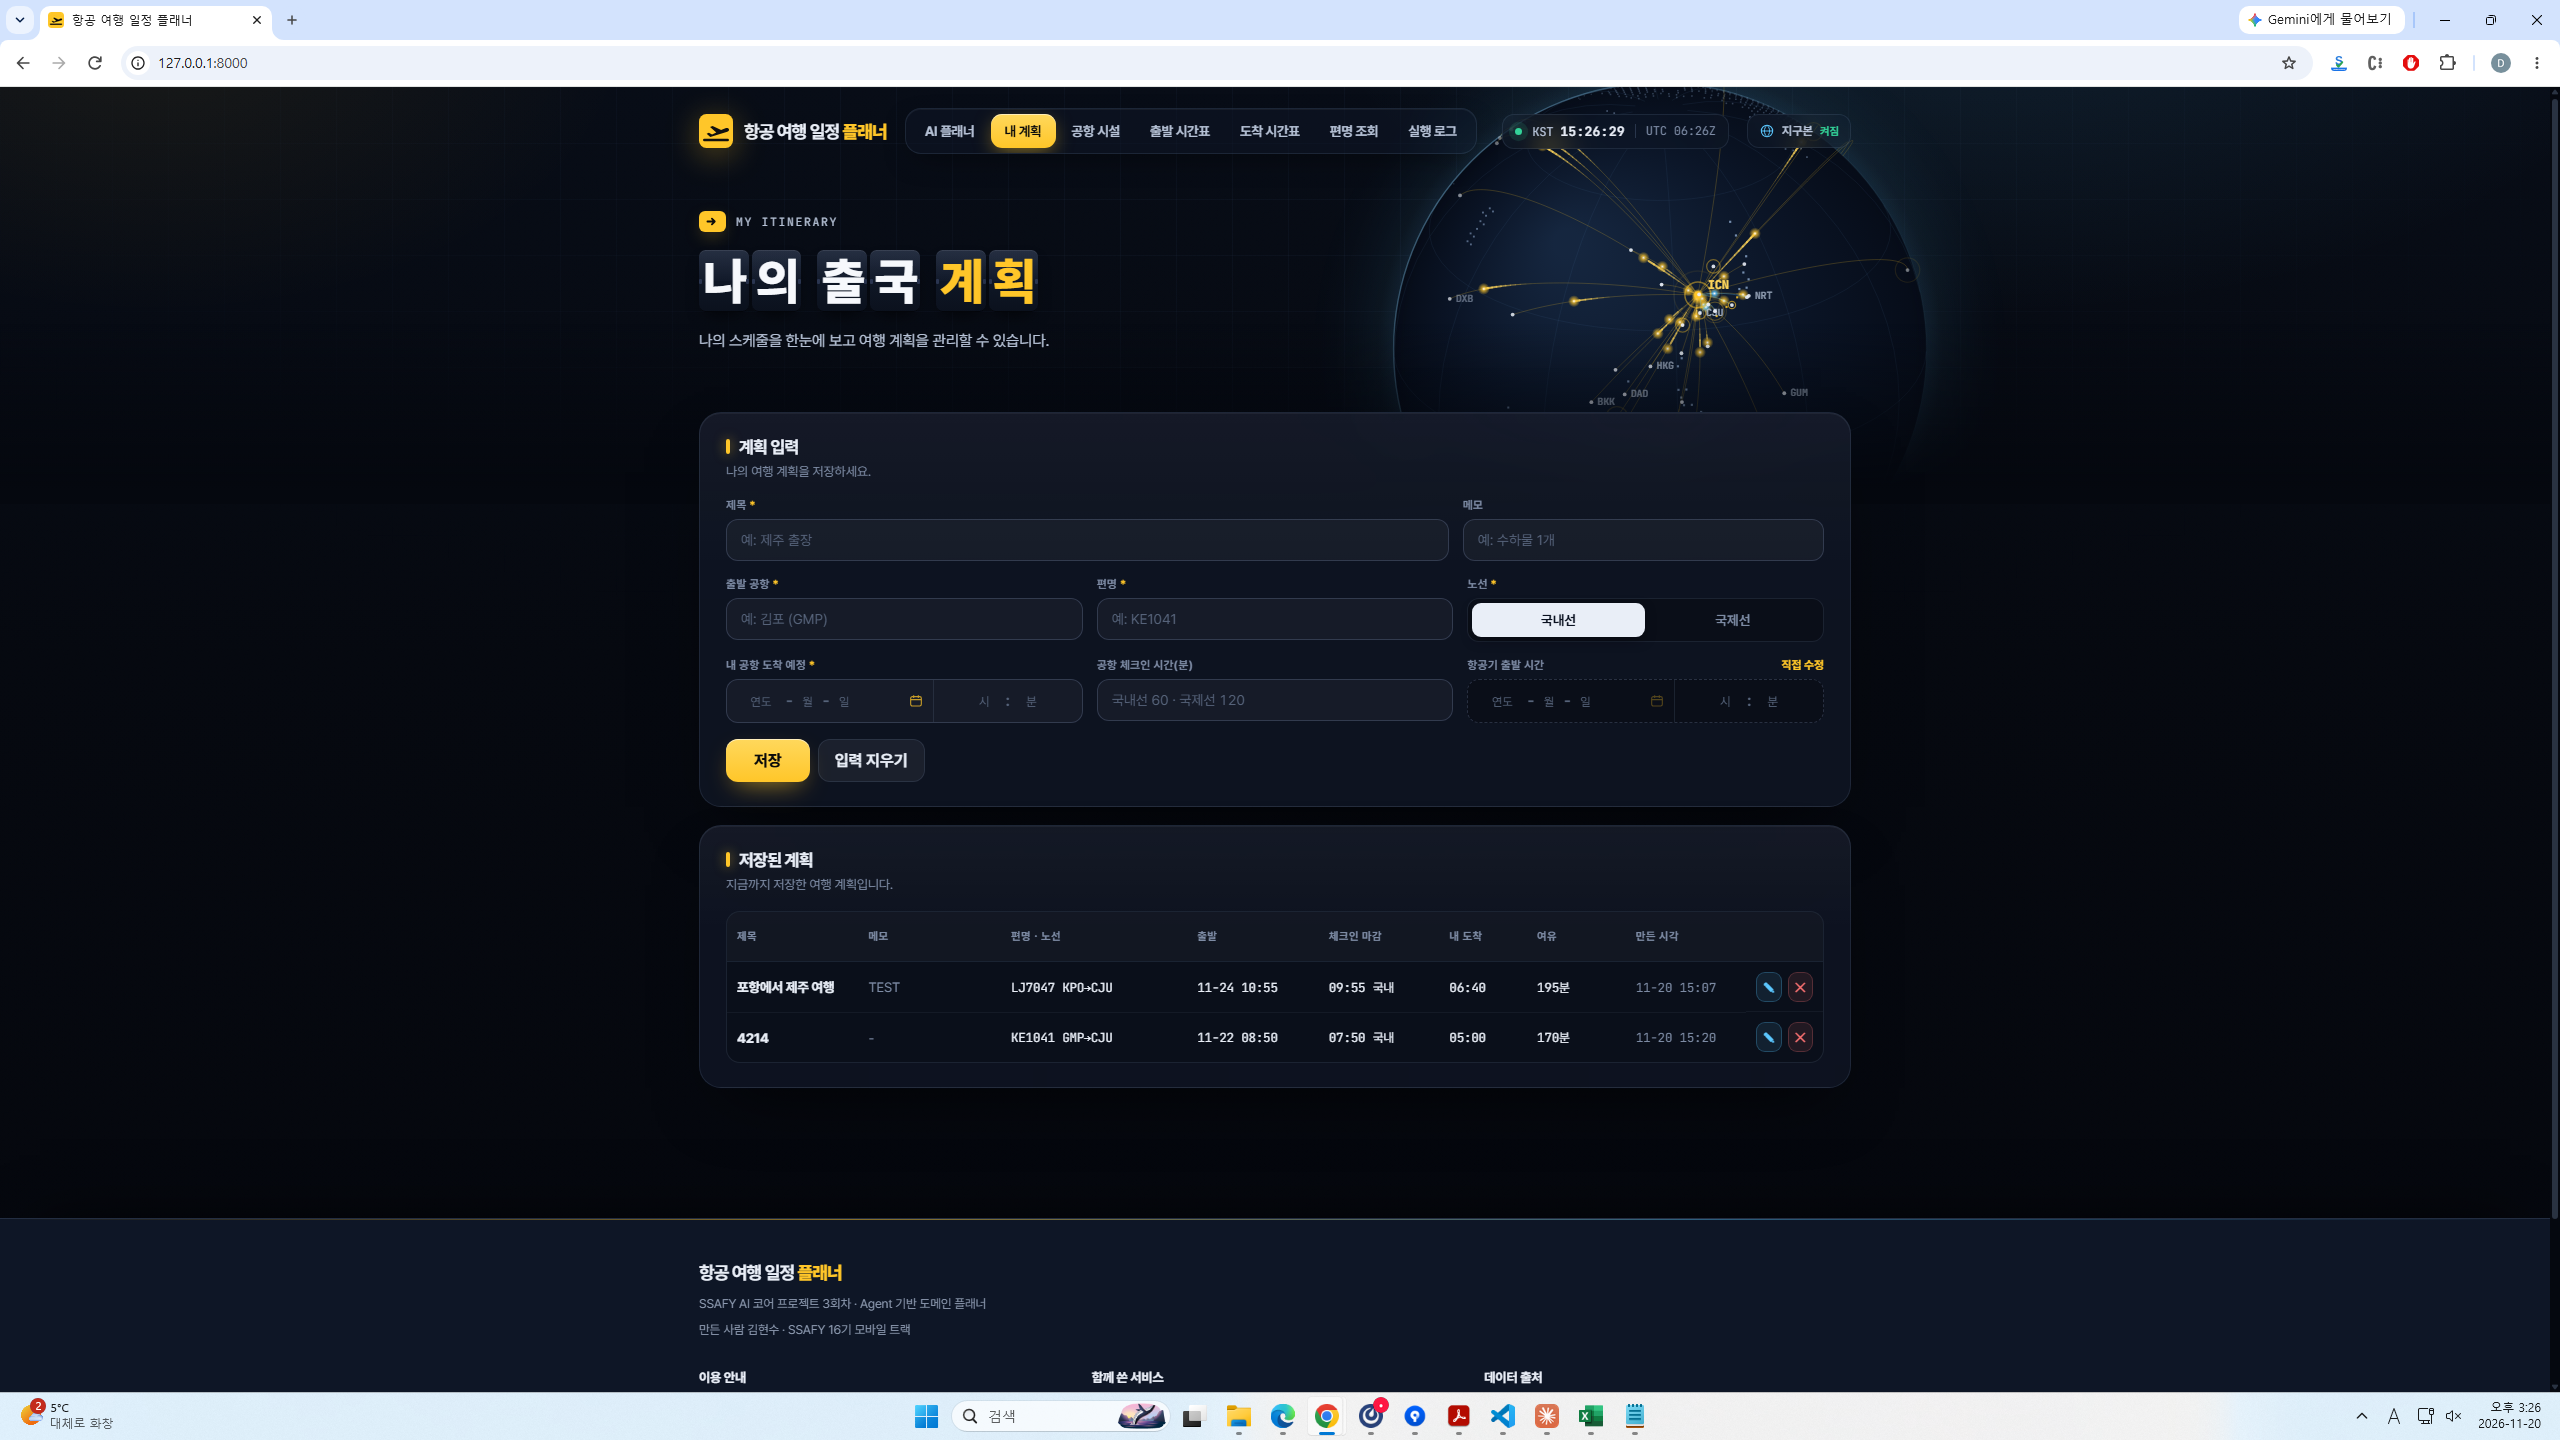 항공 여행 일정 플래너
Gemini에게 물어보기
127.0.0.1:8000
D
항공 여행 일정 플래너
AI 플래너
내 계획
공항 시설
출발 시간표
도착 시간표
편명 조회
실행 로그
KST 15:26:29 UTC 06:26Z
지구본 켜짐
MY ITINERARY
나의 출국 계획
나의 스케줄을 한눈에 보고 여행 계획을 관리할 수 있습니다.
ICN
DXB
NRT
CJU
HKG
DAD
BKK
GUM
계획 입력
나의 여행 계획을 저장하세요.
제목 *
메모
예: 제주 출장
예: 수하물 1개
출발 공항 *
편명 *
노선 *
예: 김포 (GMP)
예: KE1041
국내선
국제선
내 공항 도착 예정 *
공항 체크인 시간(분)
항공기 출발 시간
직접 수정
연도 - 월 - 일
시 : 분
국내선 60 · 국제선 120
연도 - 월 - 일
시 : 분
저장
입력 지우기
저장된 계획
지금까지 저장한 여행 계획입니다.
제목 메모 편명 · 노선 출발 체크인 마감 내 도착 여유 만든 시각
포항에서 제주 여행 TEST LJ7047 KPO→CJU 11-24 10:55 09:55 국내 06:40 195분 11-20 15:07
4214 - KE1041 GMP→CJU 11-22 08:50 07:50 국내 05:00 170분 11-20 15:20
항공 여행 일정 플래너
SSAFY AI 코어 프로젝트 3회차 · Agent 기반 도메인 플래너
만든 사람 김현수 · SSAFY 16기 모바일 트랙
이용 안내
함께 쓴 서비스
데이터 출처
2
5°C
대체로 화창
검색
A
오후 3:26
2026-11-20